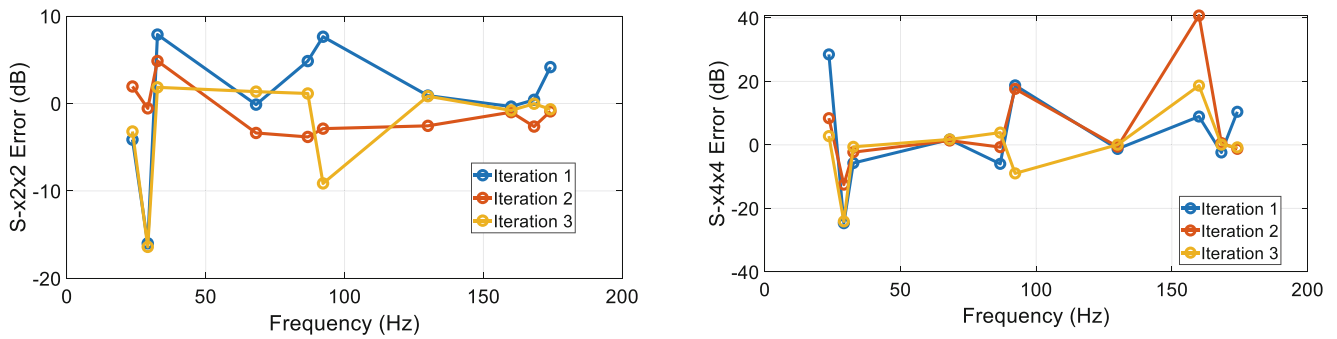 10
0
-10
-20
S-x2x2 Error (dB)
Iteration 1
Iteration 2
Iteration 3
0
50
100
150
200
Frequency (Hz)
40
20
0
-20
-40
S-x4x4 Error (dB)
Iteration 1
Iteration 2
Iteration 3
0
50
100
150
200
Frequency (Hz)